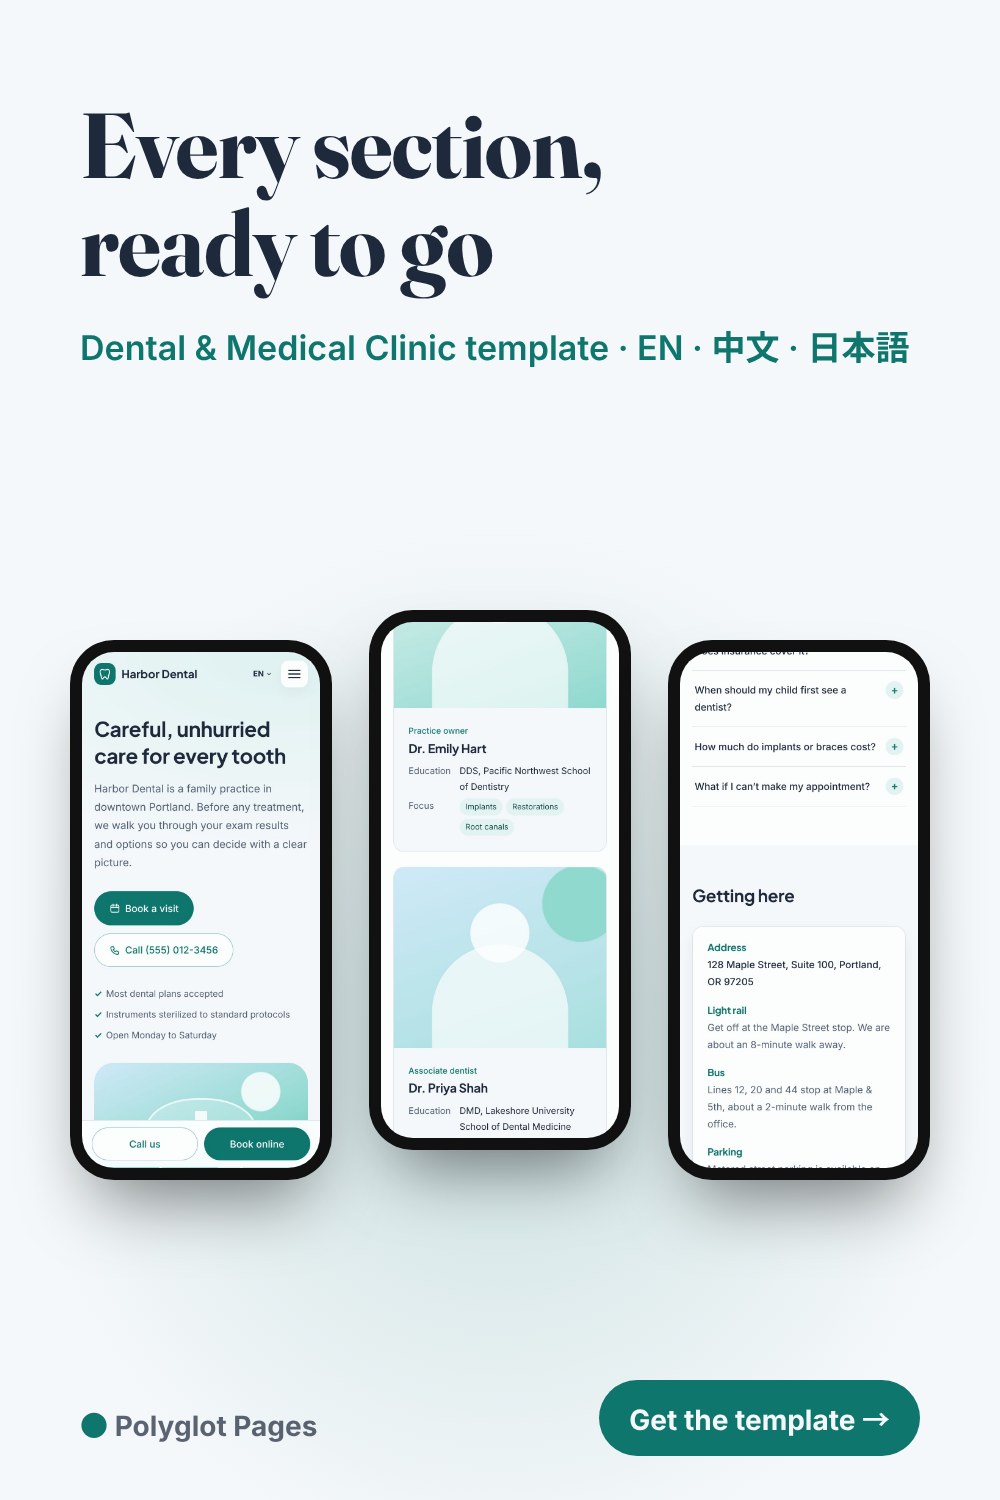 Every section,
ready to go
Dental & Medical Clinic template · EN · 中文 · 日本語
Harbor Dental
EN
Careful, unhurried
care for every tooth
Harbor Dental is a family practice in
downtown Portland. Before any treatment,
we walk you through your exam results
and options so you can decide with a clear
picture.
Book a visit
Call (555) 012-3456
✓ Most dental plans accepted
✓ Instruments sterilized to standard protocols
✓ Open Monday to Saturday
Call us
Book online
Practice owner
Dr. Emily Hart
Education DDS, Pacific Northwest School
of Dentistry
Focus Implants Restorations
Root canals
Associate dentist
Dr. Priya Shah
Education DMD, Lakeshore University
School of Dental Medicine
insurance cover it?
When should my child first see a
dentist?
How much do implants or braces cost?
What if I can't make my appointment?
Getting here
Address
128 Maple Street, Suite 100, Portland,
OR 97205
Light rail
Get off at the Maple Street stop. We are
about an 8-minute walk away.
Bus
Lines 12, 20 and 44 stop at Maple &
5th, about a 2-minute walk from the
office.
Parking
Polyglot Pages
Get the template →